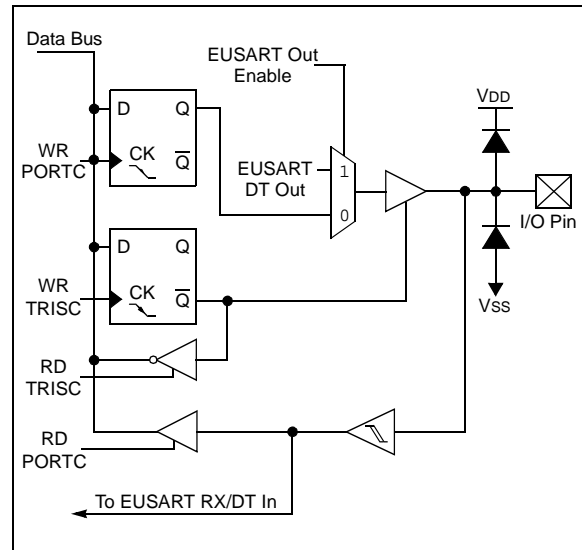 Data Bus
EUSART Out
Enable
VDD
D
Q
WR
PORTC
CK
Q
EUSART
DT Out
1
0
I/O Pin
D
Q
WR
TRISC
CK
Q
VSS
RD
TRISC
RD
PORTC
To EUSART RX/DT In